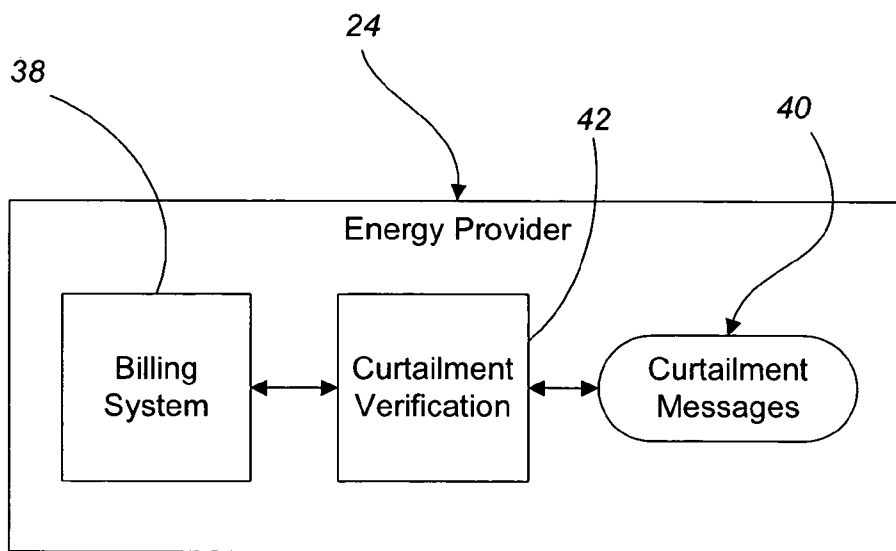 24
38
42
40
Energy Provider
Billing
System
Curtailment
Verification
Curtailment
Messages